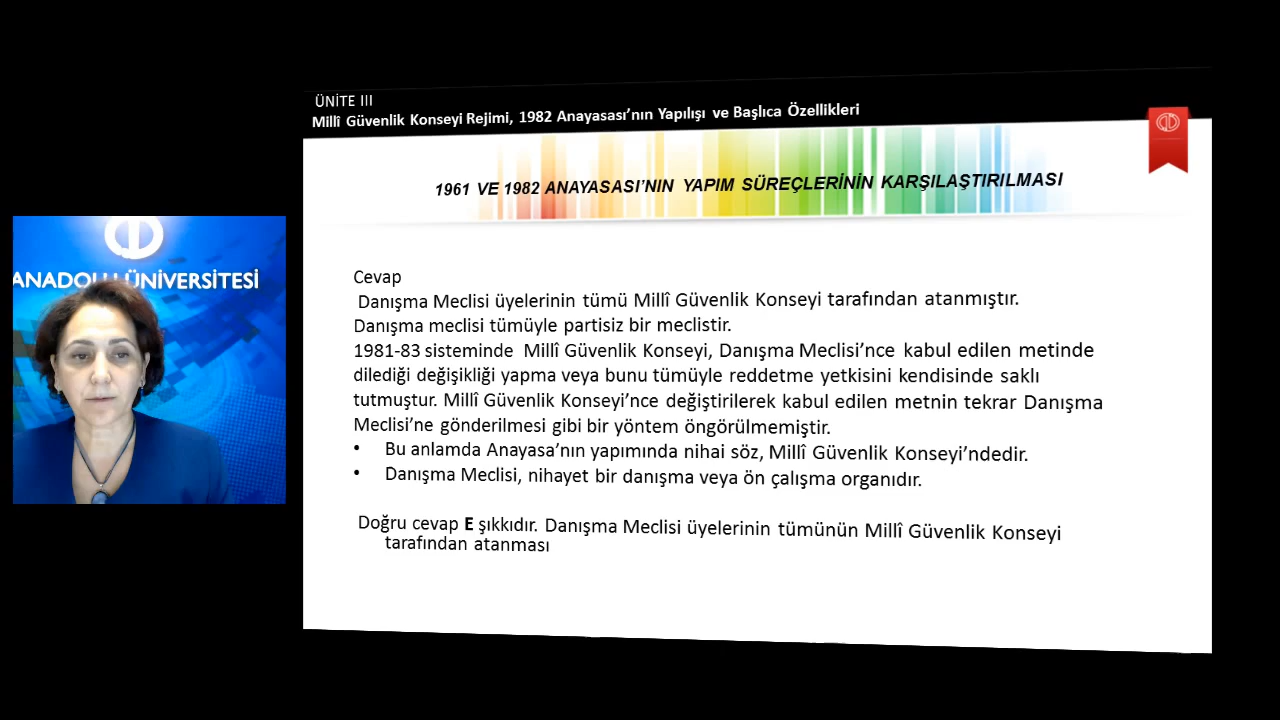 ÜNİTE III
Millî Güvenlik Konseyi Rejimi, 1982 Anayasası’nın Yapılışı ve Başlıca Özellikleri
1961 VE 1982 ANAYASASI’NIN YAPIM SÜREÇLERİNİN KARŞILAŞTIRILMASI
ANADOLU ÜNİVERSİTESİ
Cevap
Danışma Meclisi üyelerinin tümü Millî Güvenlik Konseyi tarafından atanmıştır.
Danışma meclisi tümüyle partisiz bir meclistir.
1981-83 sisteminde Millî Güvenlik Konseyi, Danışma Meclisi’nce kabul edilen metinde
dilediği değişikliği yapma veya bunu tümüyle reddetme yetkisini kendisinde saklı
tutmuştur. Millî Güvenlik Konseyi’nce değiştirilerek kabul edilen metnin tekrar Danışma
Meclisi’ne gönderilmesi gibi bir yöntem öngörülmemiştir.
• Bu anlamda Anayasa’nın yapımında nihai söz, Millî Güvenlik Konseyi’ndedir.
• Danışma Meclisi, nihayet bir danışma veya ön çalışma organıdır.
Doğru cevap E şıkkıdır. Danışma Meclisi üyelerinin tümünün Millî Güvenlik Konseyi
tarafından atanması